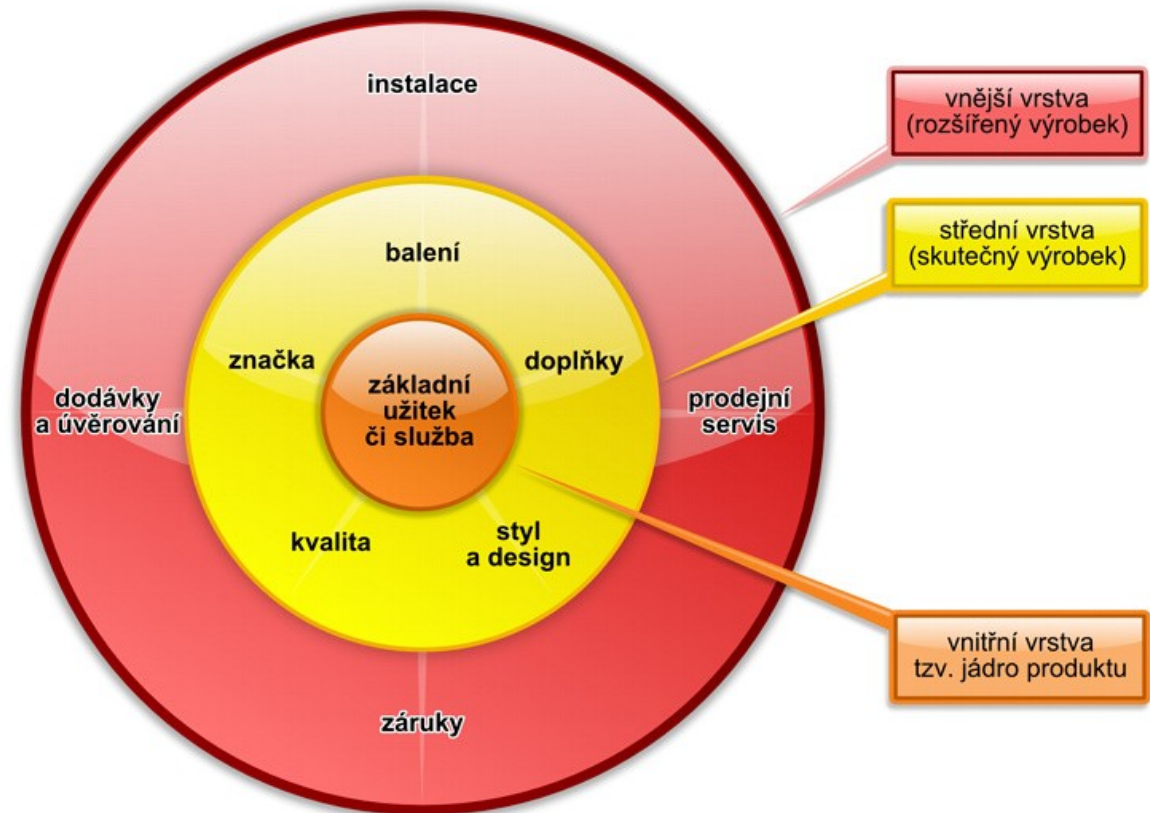 instalace
vnější vrstva
(rozšířený výrobek)
střední vrstva
(skutečný výrobek)
balení
značka
doplňky
základní
užitek
či služba
dodávky
a úvěrování
prodejní
servis
kvalita
styl
a design
vnitřní vrstva
tzv. jádro produktu
záruky